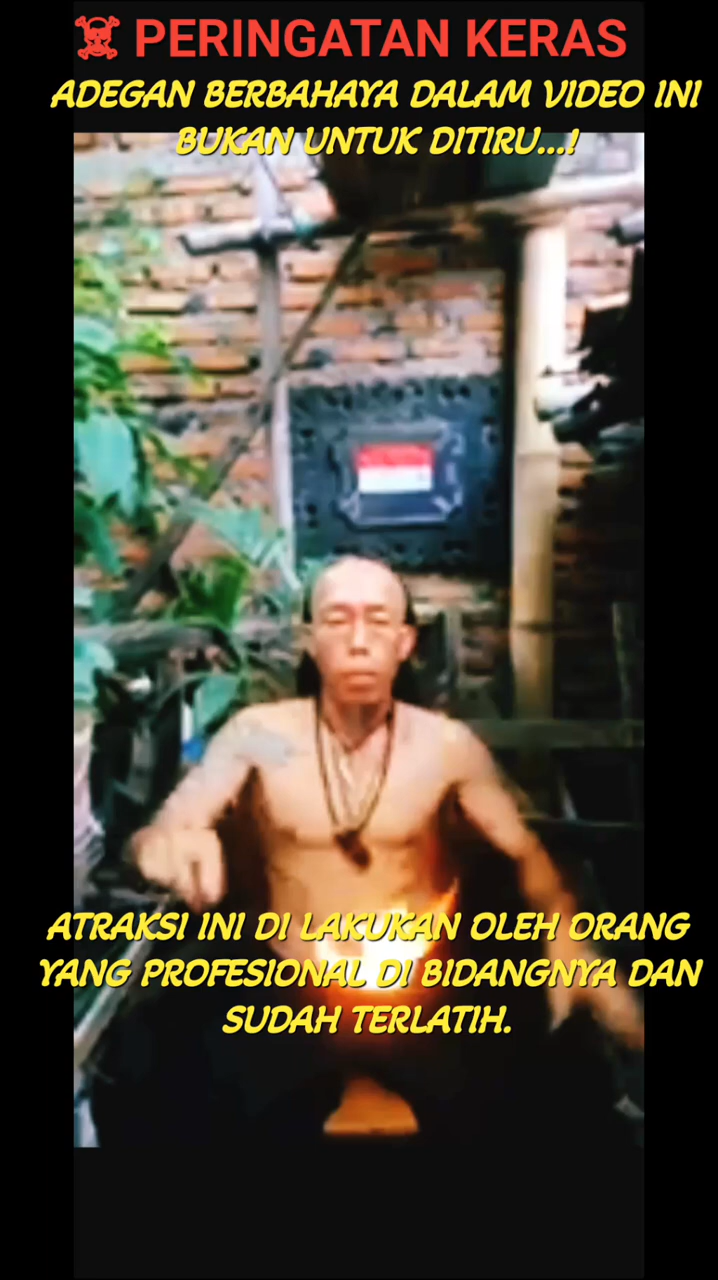 PERINGATAN KERAS
ADEGAN BERBAHAYA DALAM VIDEO INI
BUKAN UNTUK DITIRU...!
ATRAKSI INI DI LAKUKAN OLEH ORANG
YANG PROFESIONAL DI BIDANGNYA DAN
SUDAH TERLATIH.